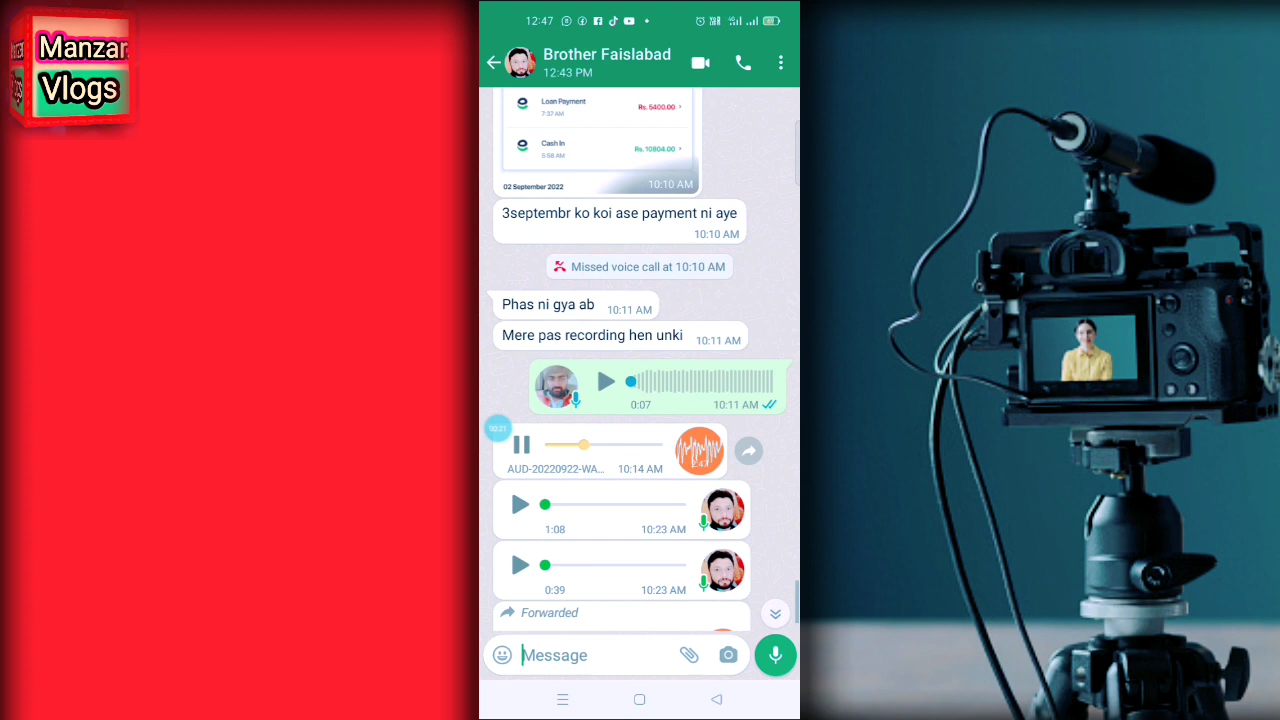 Manzar
Vlogs
12:47
Brother Faislabad
12:43 PM
Loan Payment
Rs. 5400.00
7:37 AM
Cash In
Rs. 10804.00
5:58 AM
02 September 2022
10:10 AM
3septembr ko koi ase payment ni aye
10:10 AM
Missed voice call at 10:10 AM
Phas ni gya ab
10:11 AM
Mere pas recording hen unki
10:11 AM
0:07
10:11 AM
00:21
AUD-20220922-WA...
10:14 AM
1:08
10:23 AM
0:39
10:23 AM
Forwarded
Message